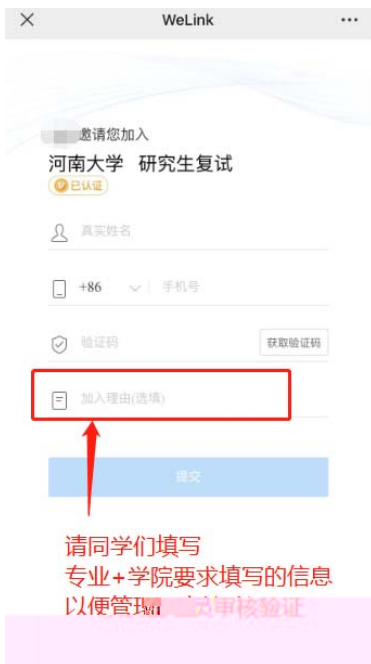 WeLink
邀请您加入
河南大学 研究生复试
已认证
真实姓名
+86 手机号
验证码 获取验证码
加入理由(选填)
提交
请同学们填写
专业+学院要求填写的信息
以便管理 审核验证